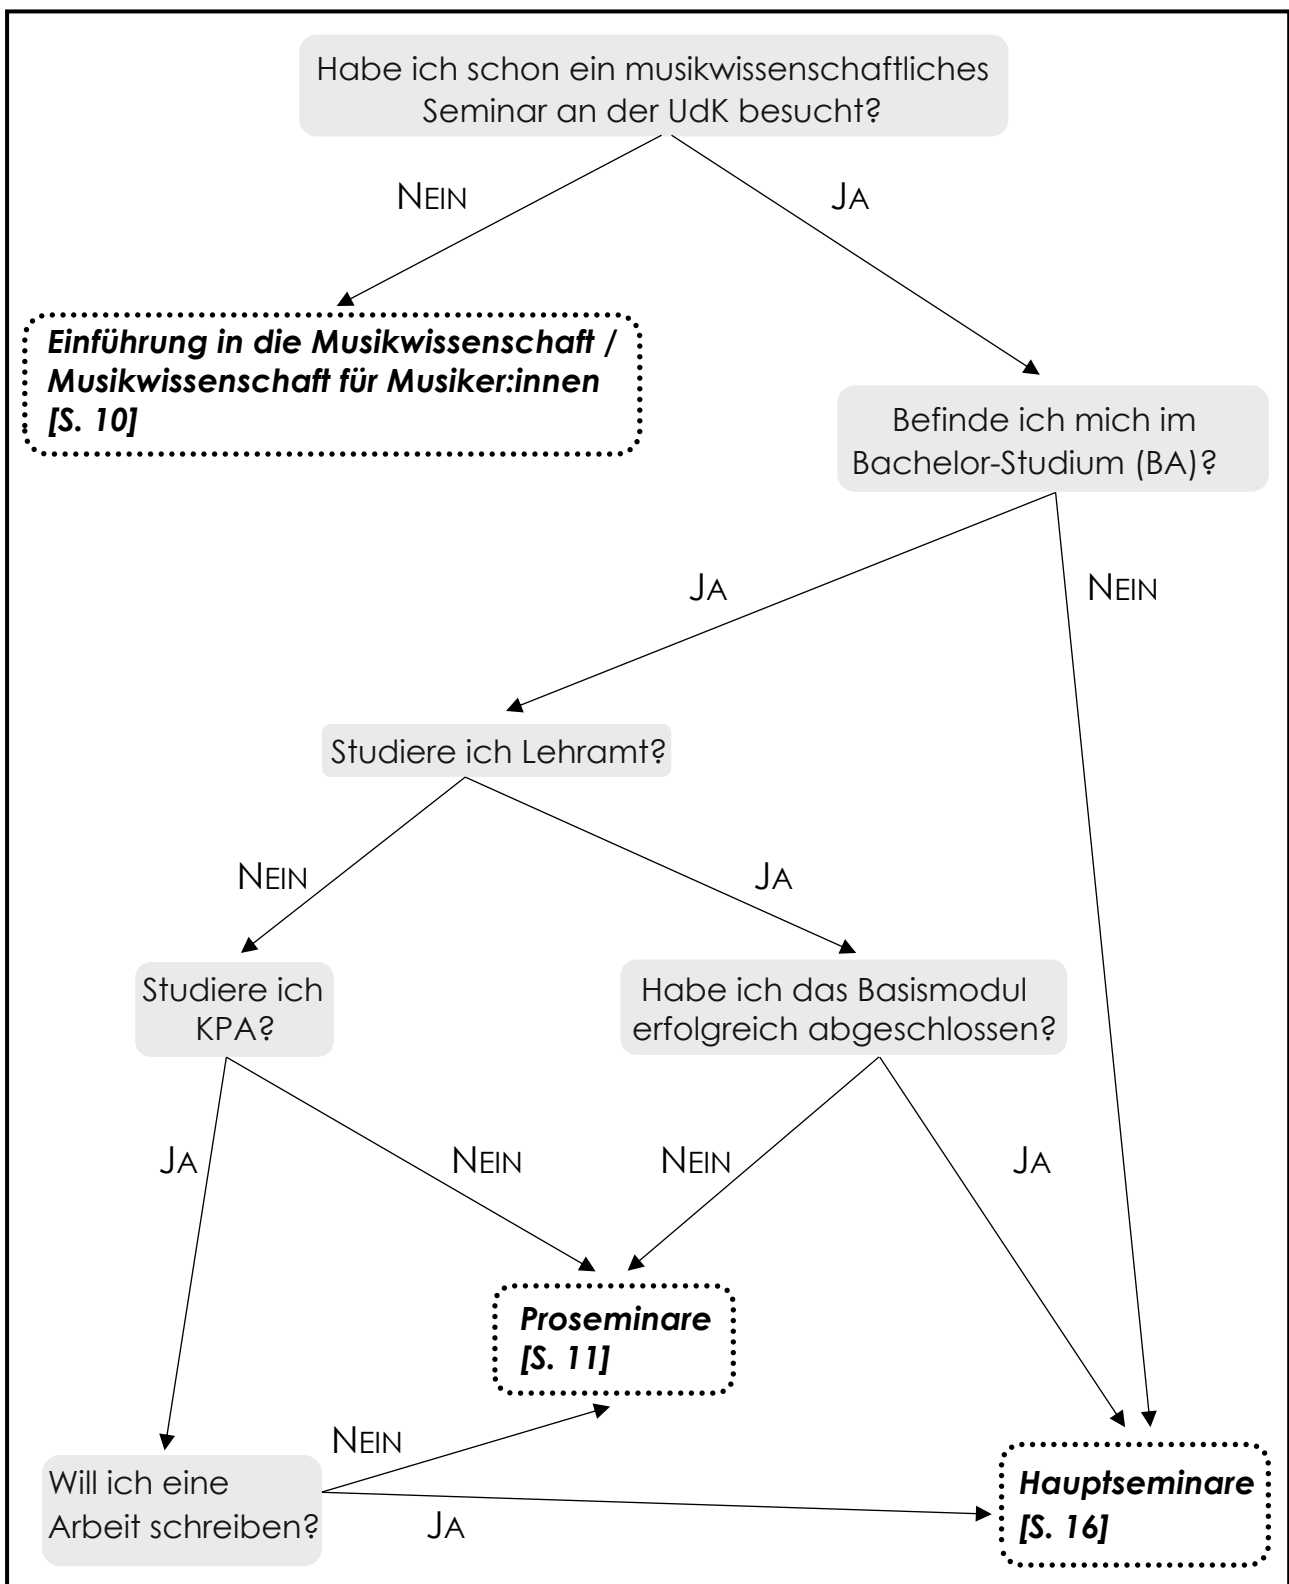 Habe ich schon ein musikwissenschaftliches
Seminar an der UdK besucht?
NEIN
JA
Einführung in die Musikwissenschaft /
Musikwissenschaft für Musiker:innen
[S. 10]
Befinde ich mich im
Bachelor-Studium (BA)?
JA
NEIN
Studiere ich Lehramt?
NEIN
JA
Studiere ich
KPA?
Habe ich das Basismodul
erfolgreich abgeschlossen?
JA
NEIN
NEIN
JA
Proseminare
[S. 11]
NEIN
Will ich eine
Arbeit schreiben?
JA
Hauptseminare
[S. 16]